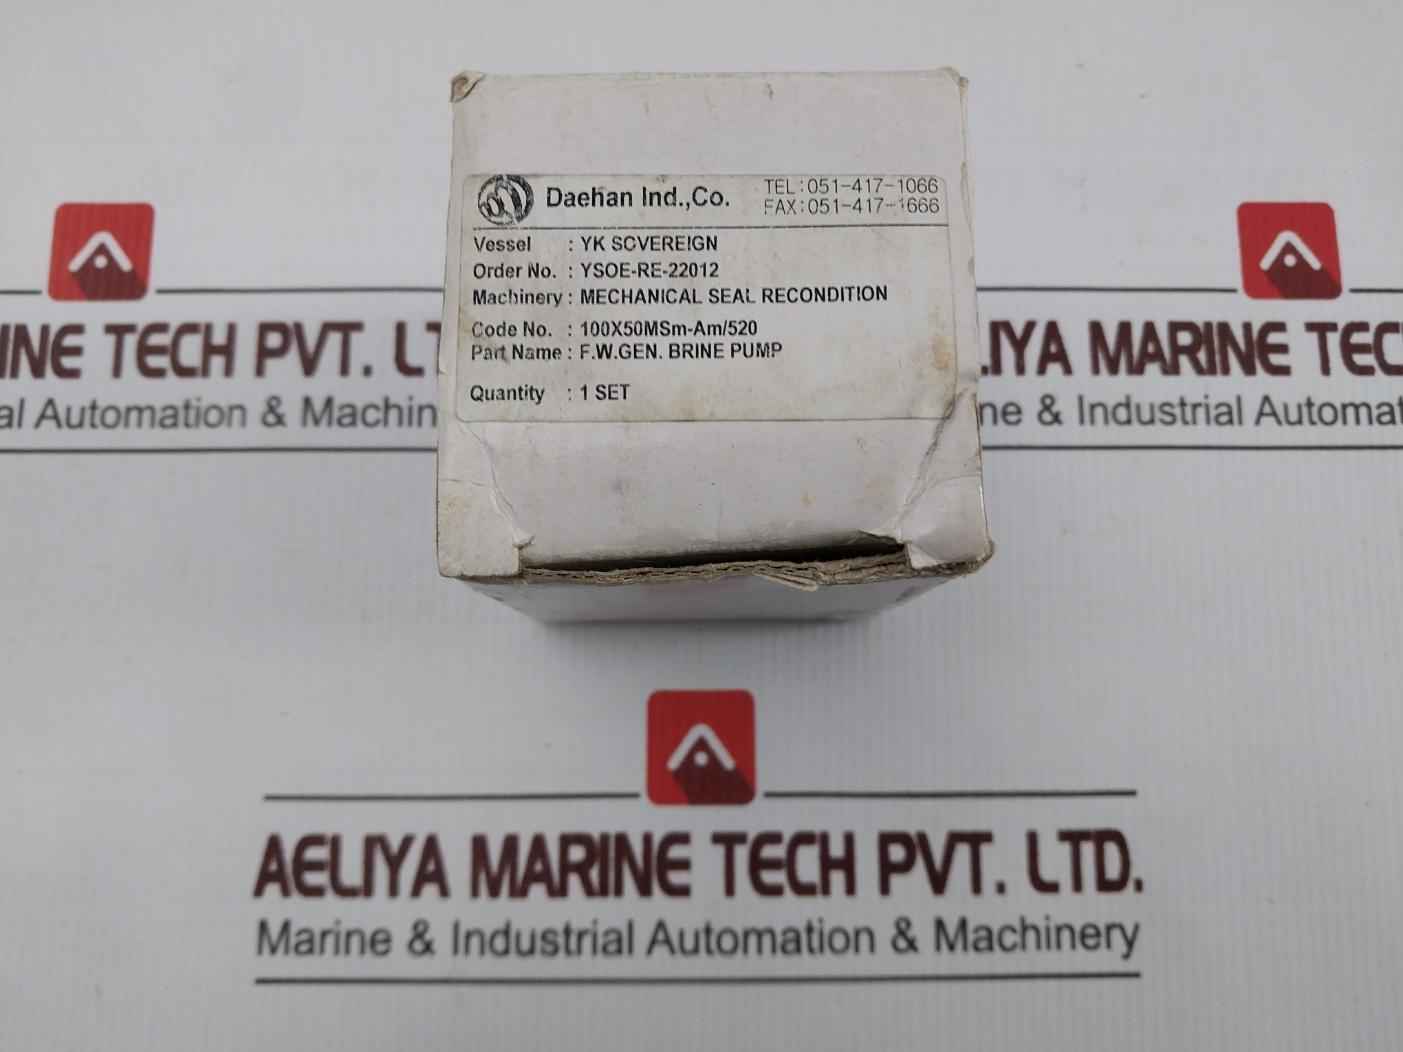 Daehan Ind.,Co.
TEL:051-417-1066
FAX:051-417-1666
Vessel : YK SOVEREIGN
Order No. : YSOE-RE-22012
Machinery : MECHANICAL SEAL RECONDITION
Code No. : 100X50MSm-Am/520
Part Name : F.W.GEN. BRINE PUMP
Quantity : 1 SET
INE TECH PVT. LT
al Automation & Machin
IYA MARINE TEC
ne & Industrial Automat
AELIYA MARINE TECH PVT. LTD.
Marine & Industrial Automation & Machinery